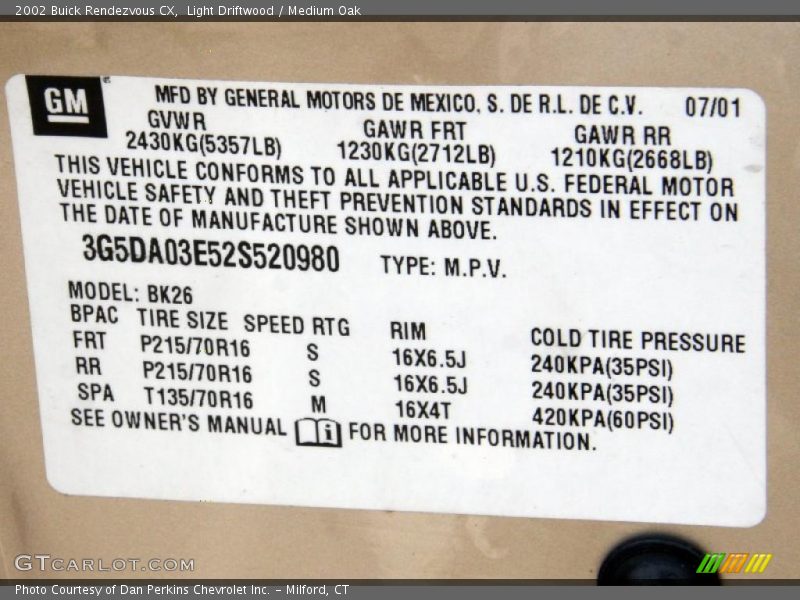 2002 Buick Rendezvous CX, Light Driftwood / Medium Oak
GM
MFD BY GENERAL MOTORS DE MEXICO, S. DE R.L. DE C.V. 07/01
GVWR GAWR FRT GAWR RR
2430KG(5357LB) 1230KG(2712LB) 1210KG(2668LB)
THIS VEHICLE CONFORMS TO ALL APPLICABLE U.S. FEDERAL MOTOR
VEHICLE SAFETY AND THEFT PREVENTION STANDARDS IN EFFECT ON
THE DATE OF MANUFACTURE SHOWN ABOVE.
3G5DA03E52S520980 TYPE: M.P.V.
MODEL: BK26
BPAC TIRE SIZE SPEED RTG RIM COLD TIRE PRESSURE
FRT P215/70R16 S 16X6.5J 240KPA(35PSI)
RR P215/70R16 S 16X6.5J 240KPA(35PSI)
SPA T135/70R16 M 16X4T 420KPA(60PSI)
SEE OWNER'S MANUAL i FOR MORE INFORMATION.
GTCARLOT.COM
Photo Courtesy of Dan Perkins Chevrolet Inc. – Milford, CT